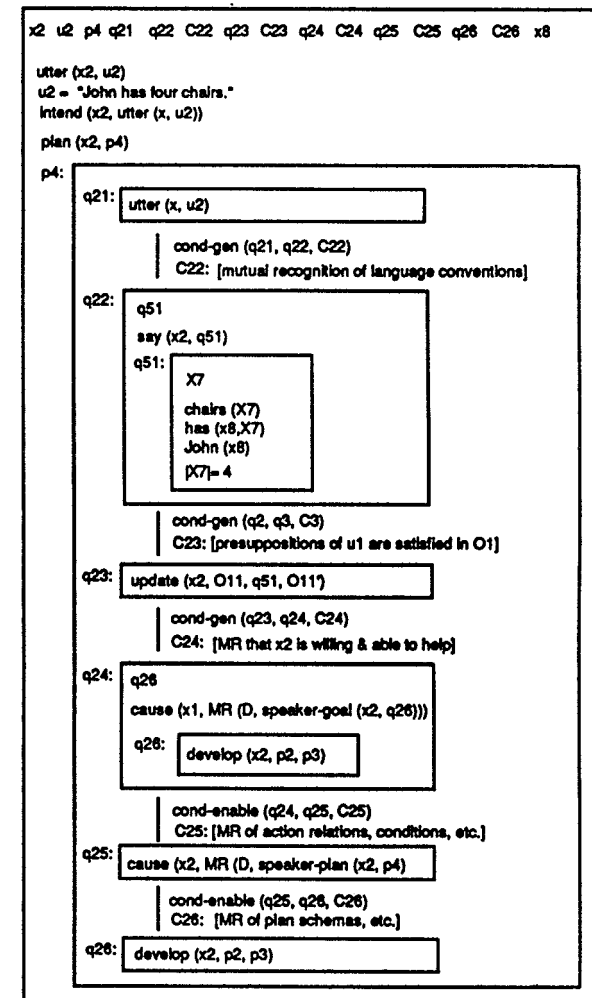 x2 u2 p4 q21 q22 C22 q23 C23 q24 C24 q25 C25 q26 C26 x8
utter (x2, u2)
u2 = "John has four chairs."
intend (x2, utter (x, u2))
plan (x2, p4)
p4:
q21: utter (x, u2)
cond-gen (q21, q22, C22)
C22: [mutual recognition of language conventions]
q22: q51
say (x2, q51)
q51:
X7
chairs (X7)
has (x8,X7)
John (x8)
|X7|= 4
cond-gen (q2, q3, C3)
C23: [presuppositions of u1 are satisfied in O1]
q23: update (x2, O11, q51, O11')
cond-gen (q23, q24, C24)
C24: [MR that x2 is willing & able to help]
q24: q26
cause (x1, MR (D, speaker-goal (x2, q26)))
q26: develop (x2, p2, p3)
cond-enable (q24, q25, C25)
C25: [MR of action relations, conditions, etc.]
q25: cause (x2, MR (D, speaker-plan (x2, p4)
cond-enable (q25, q26, C26)
C26: [MR of plan schemas, etc.]
q26: develop (x2, p2, p3)